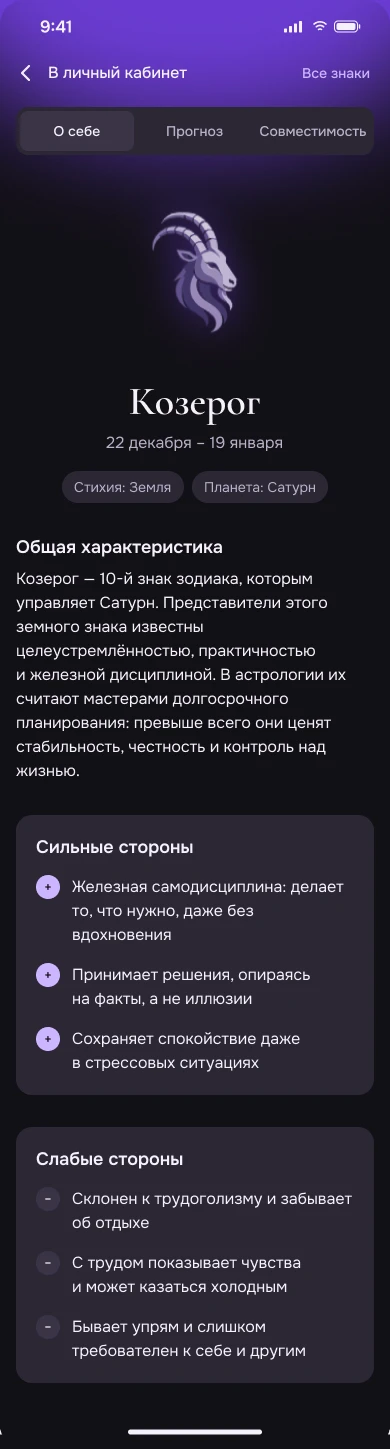 9:41
В личный кабинет
Все знаки
О себе
Прогноз
Совместимость
Козерог
22 декабря – 19 января
Стихия: Земля
Планета: Сатурн
Общая характеристика
Козерог — 10-й знак зодиака, которым
управляет Сатурн. Представители этого
земного знака известны
целеустремлённостью, практичностью
и железной дисциплиной. В астрологии их
считают мастерами долгосрочного
планирования: превыше всего они ценят
стабильность, честность и контроль над
жизнью.
Сильные стороны
+ Железная самодисциплина: делает
то, что нужно, даже без
вдохновения
+ Принимает решения, опираясь
на факты, а не иллюзии
+ Сохраняет спокойствие даже
в стрессовых ситуациях
Слабые стороны
– Склонен к трудоголизму и забывает
об отдыхе
– С трудом показывает чувства
и может казаться холодным
– Бывает упрям и слишком
требователен к себе и другим